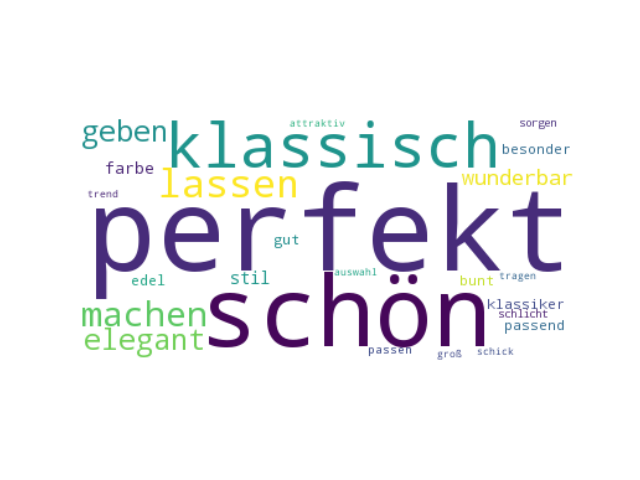 attraktiv
sorgen
geben
klassisch
besonder
farbe
lassen
wunderbar
trend
perfekt
gut
auswahl
edel
stil
bunt
tragen
machen
schön
klassiker
schlicht
elegant
passend
passen
groß
schick